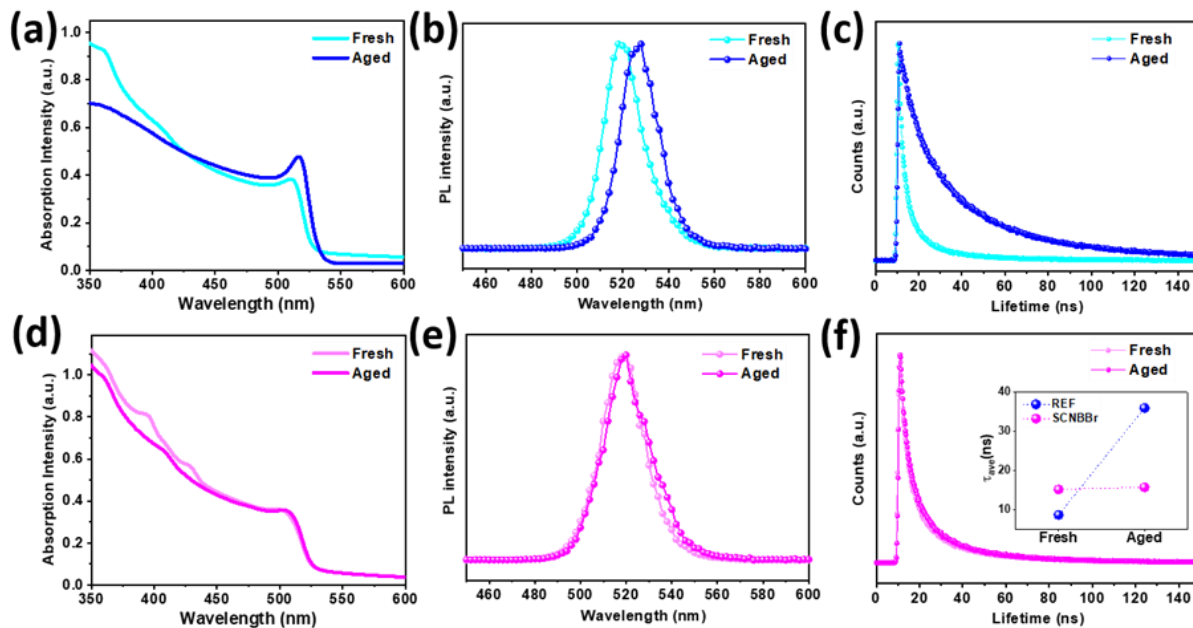 (a)
Fresh
Aged
Absorption Intensity (a.u.)
1.0
0.8
0.6
0.4
0.2
0.0
350 400 450 500 550 600
Wavelength (nm)
(b)
Fresh
Aged
PL intensity (a.u.)
460 480 500 520 540 560 580 600
Wavelength (nm)
(c)
Fresh
Aged
Counts (a.u.)
0 20 40 60 80 100 120 140
Lifetime (ns)
(d)
Fresh
Aged
Absorption Intensity (a.u.)
1.0
0.8
0.6
0.4
0.2
0.0
350 400 450 500 550 600
Wavelength (nm)
(e)
Fresh
Aged
PL intensity (a.u.)
460 480 500 520 540 560 580 600
Wavelength (nm)
(f)
Fresh
Aged
Counts (a.u.)
REF
SCNBBr
τave(ns)
40
30
20
10
Fresh Aged
0 20 40 60 80 100 120 140
Lifetime (ns)